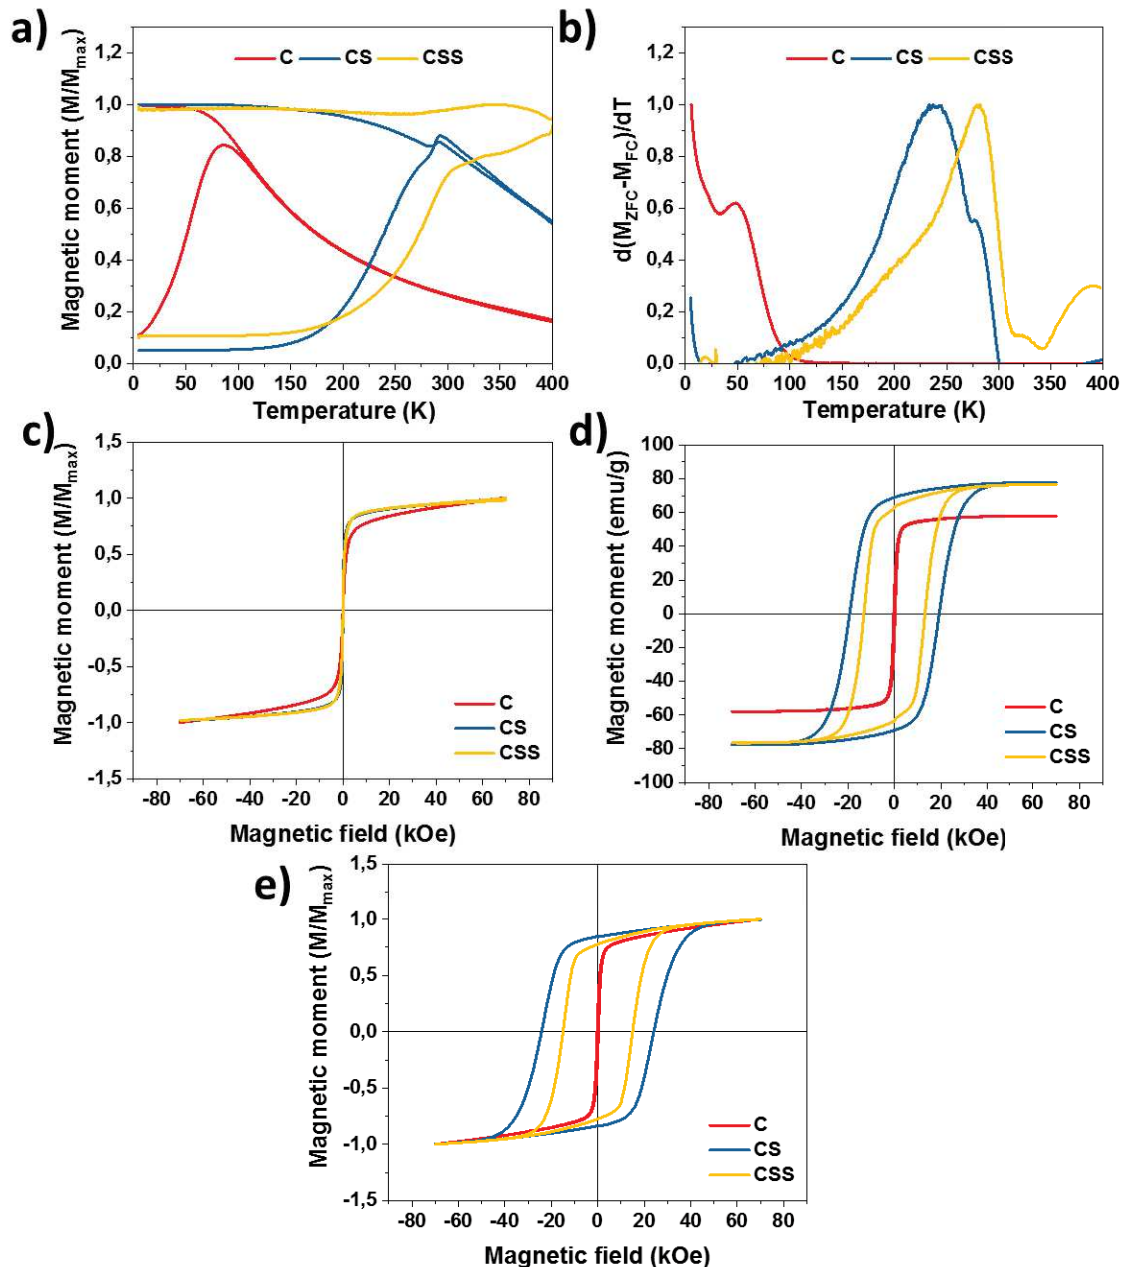 a)
C CS CSS
Magnetic moment (M/Mmax)
1,2
1,0
0,8
0,6
0,4
0,2
0,0
0 50 100 150 200 250 300 350 400
Temperature (K)
b)
C CS CSS
d(MZFC-MFC)/dT
1,2
1,0
0,8
0,6
0,4
0,2
0,0
0 50 100 150 200 250 300 350 400
Temperature (K)
c)
Magnetic moment (M/Mmax)
1,5
1,0
0,5
0,0
-0,5
-1,0
-1,5
C
CS
CSS
-80 -60 -40 -20 0 20 40 60 80
Magnetic field (kOe)
d)
Magnetic moment (emu/g)
100
80
60
40
20
0
-20
-40
-60
-80
-100
C
CS
CSS
-80 -60 -40 -20 0 20 40 60 80
Magnetic field (kOe)
e)
Magnetic moment (M/Mmax)
1,5
1,0
0,5
0,0
-0,5
-1,0
-1,5
C
CS
CSS
-80 -60 -40 -20 0 20 40 60 80
Magnetic field (kOe)